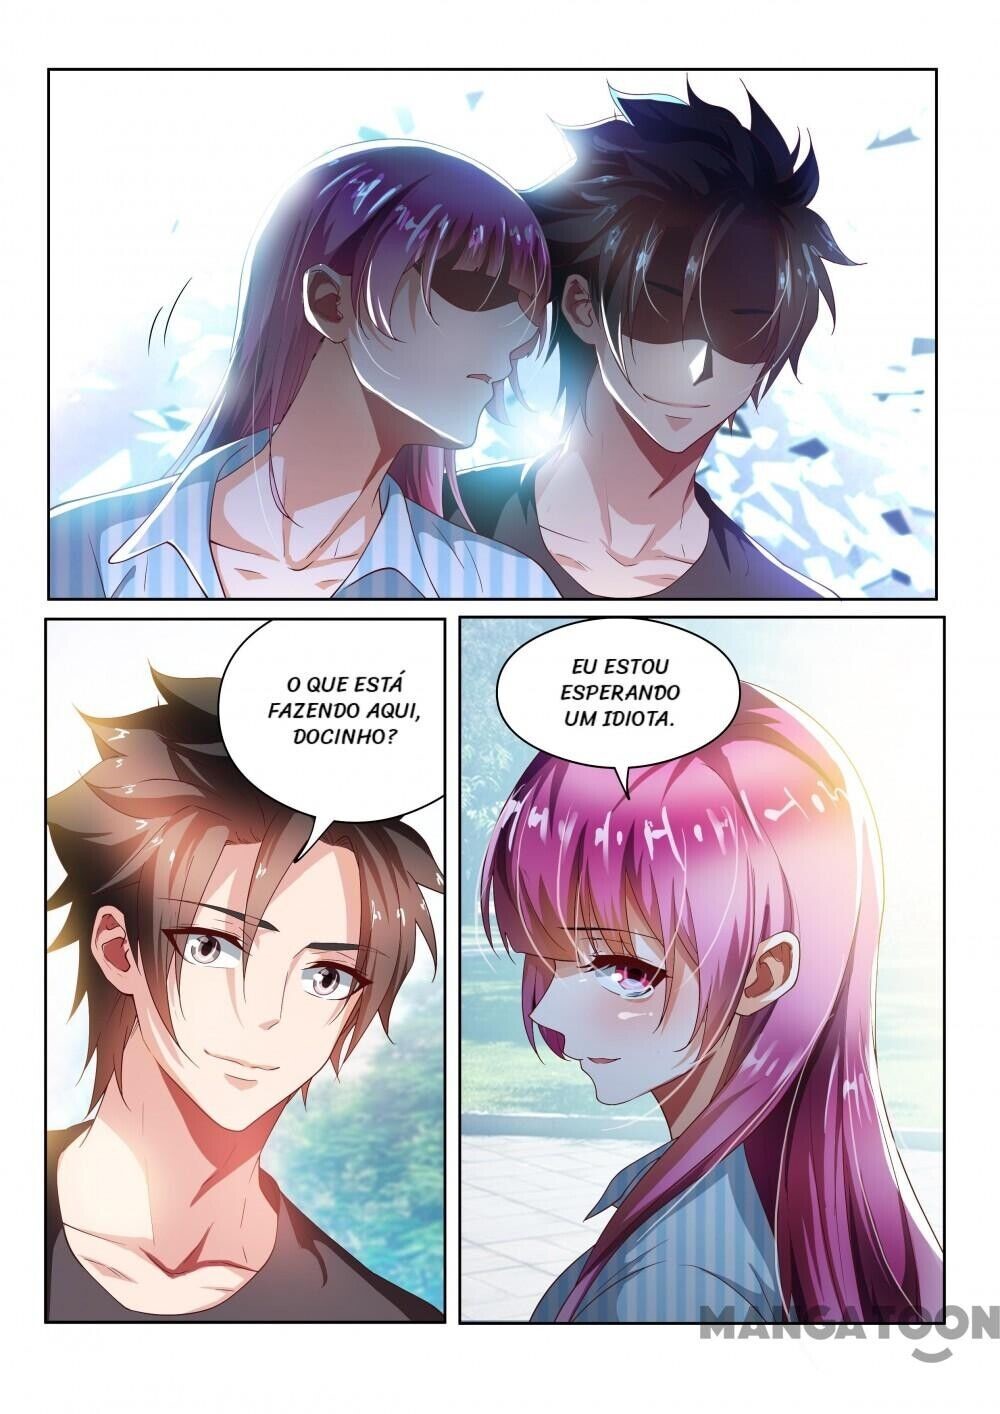 O QUE ESTÁ
FAZENDO AQUI,
DOCINHO?
EU ESTOU
ESPERANDO
UM IDIOTA.
MANGATOON